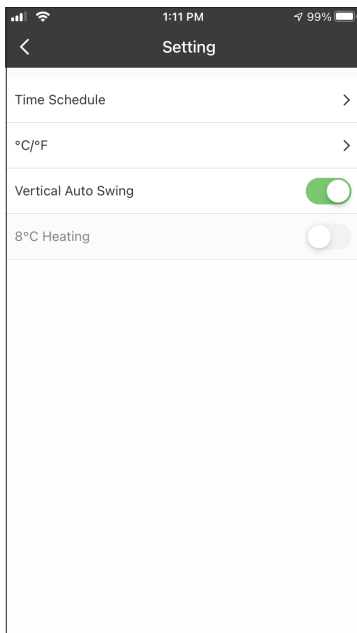 1:11 PM
99%
Setting
Time Schedule
°C/°F
Vertical Auto Swing
8°C Heating